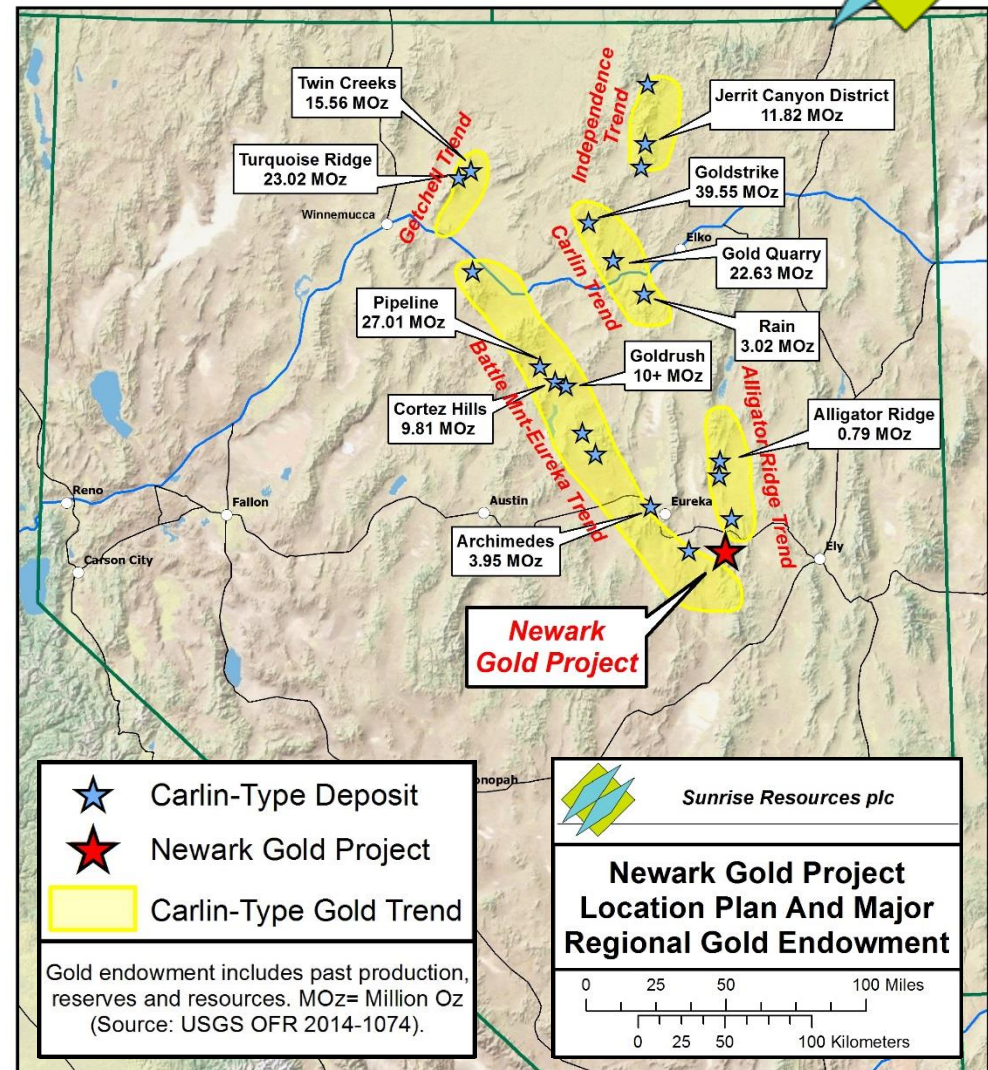 Twin Creeks
15.56 MOz
Independence
Trend
Jerrit Canyon District
11.82 MOz
Turquoise Ridge
23.02 MOz
Getchell Trend
Goldstrike
39.55 MOz
Winnemucca
Carlin Trend
Elko
Gold Quarry
22.63 MOz
Pipeline
27.01 MOz
Rain
3.02 MOz
Battle Mnt-Eureka Trend
Goldrush
10+ MOz
Alligator Ridge Trend
Cortez Hills
9.81 MOz
Alligator Ridge
0.79 MOz
Reno
Fallon
Austin
Eureka
Archimedes
3.95 MOz
Carson City
Ely
Newark
Gold Project
onopah
Carlin-Type Deposit
Newark Gold Project
Carlin-Type Gold Trend
Gold endowment includes past production,
reserves and resources. MOz= Million Oz
(Source: USGS OFR 2014-1074).
Sunrise Resources plc
Newark Gold Project
Location Plan And Major
Regional Gold Endowment
0 25 50 100 Miles
0 25 50 100 Kilometers